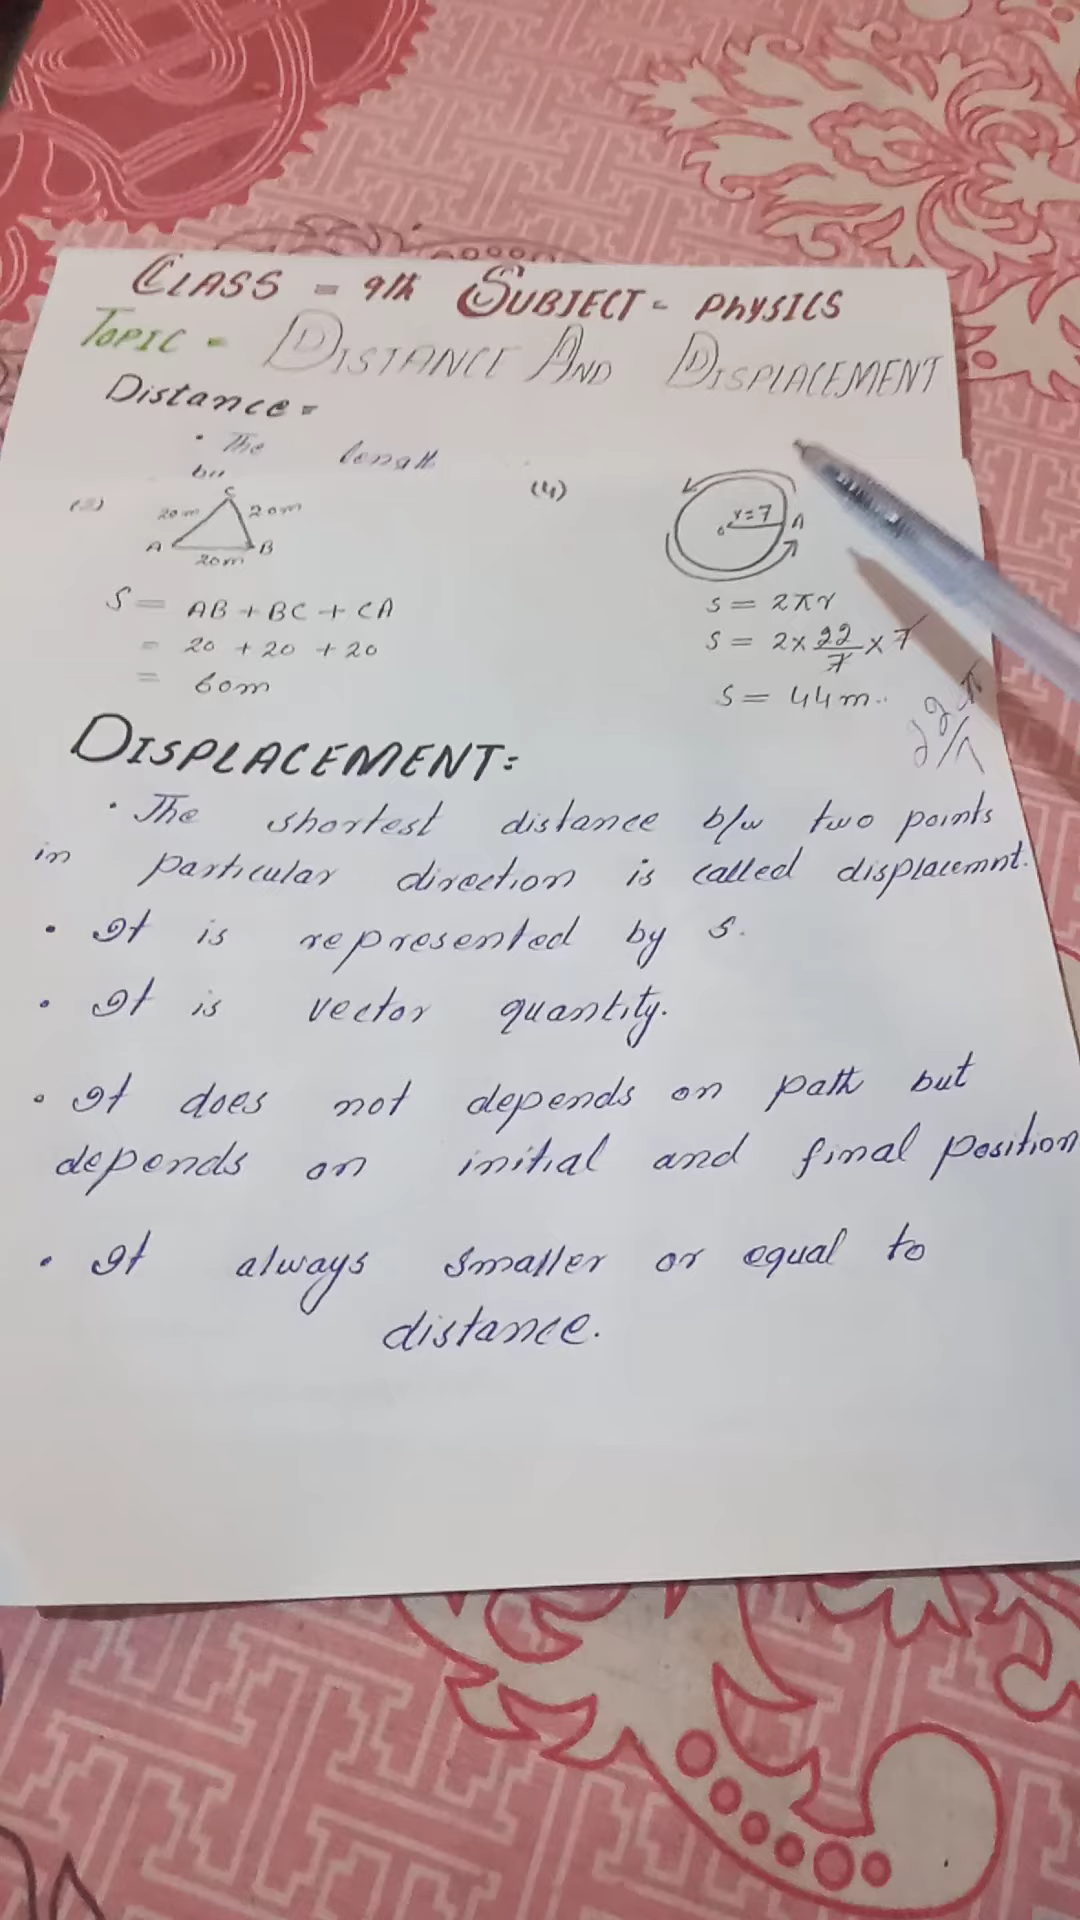 CLASS = 9th SUBJECT = PHYSICS
TOPIC = DISTANCE AND DISPLACEMENT
Distance =
• The length
(4)
C
20m 20m
A B
20m
r=7
o A
S = AB + BC + CA
= 20 + 20 + 20
= 60m
S = 2πr
S = 2 x 22/7 x 7
S = 44m.
DISPLACEMENT:
• The shortest distance b/w two points
in particular direction is called displacemnt.
• It is represented by S.
• It is vector quantity.
• It does not depends on path but
depends on initial and final position
• It always smaller or equal to
distance.